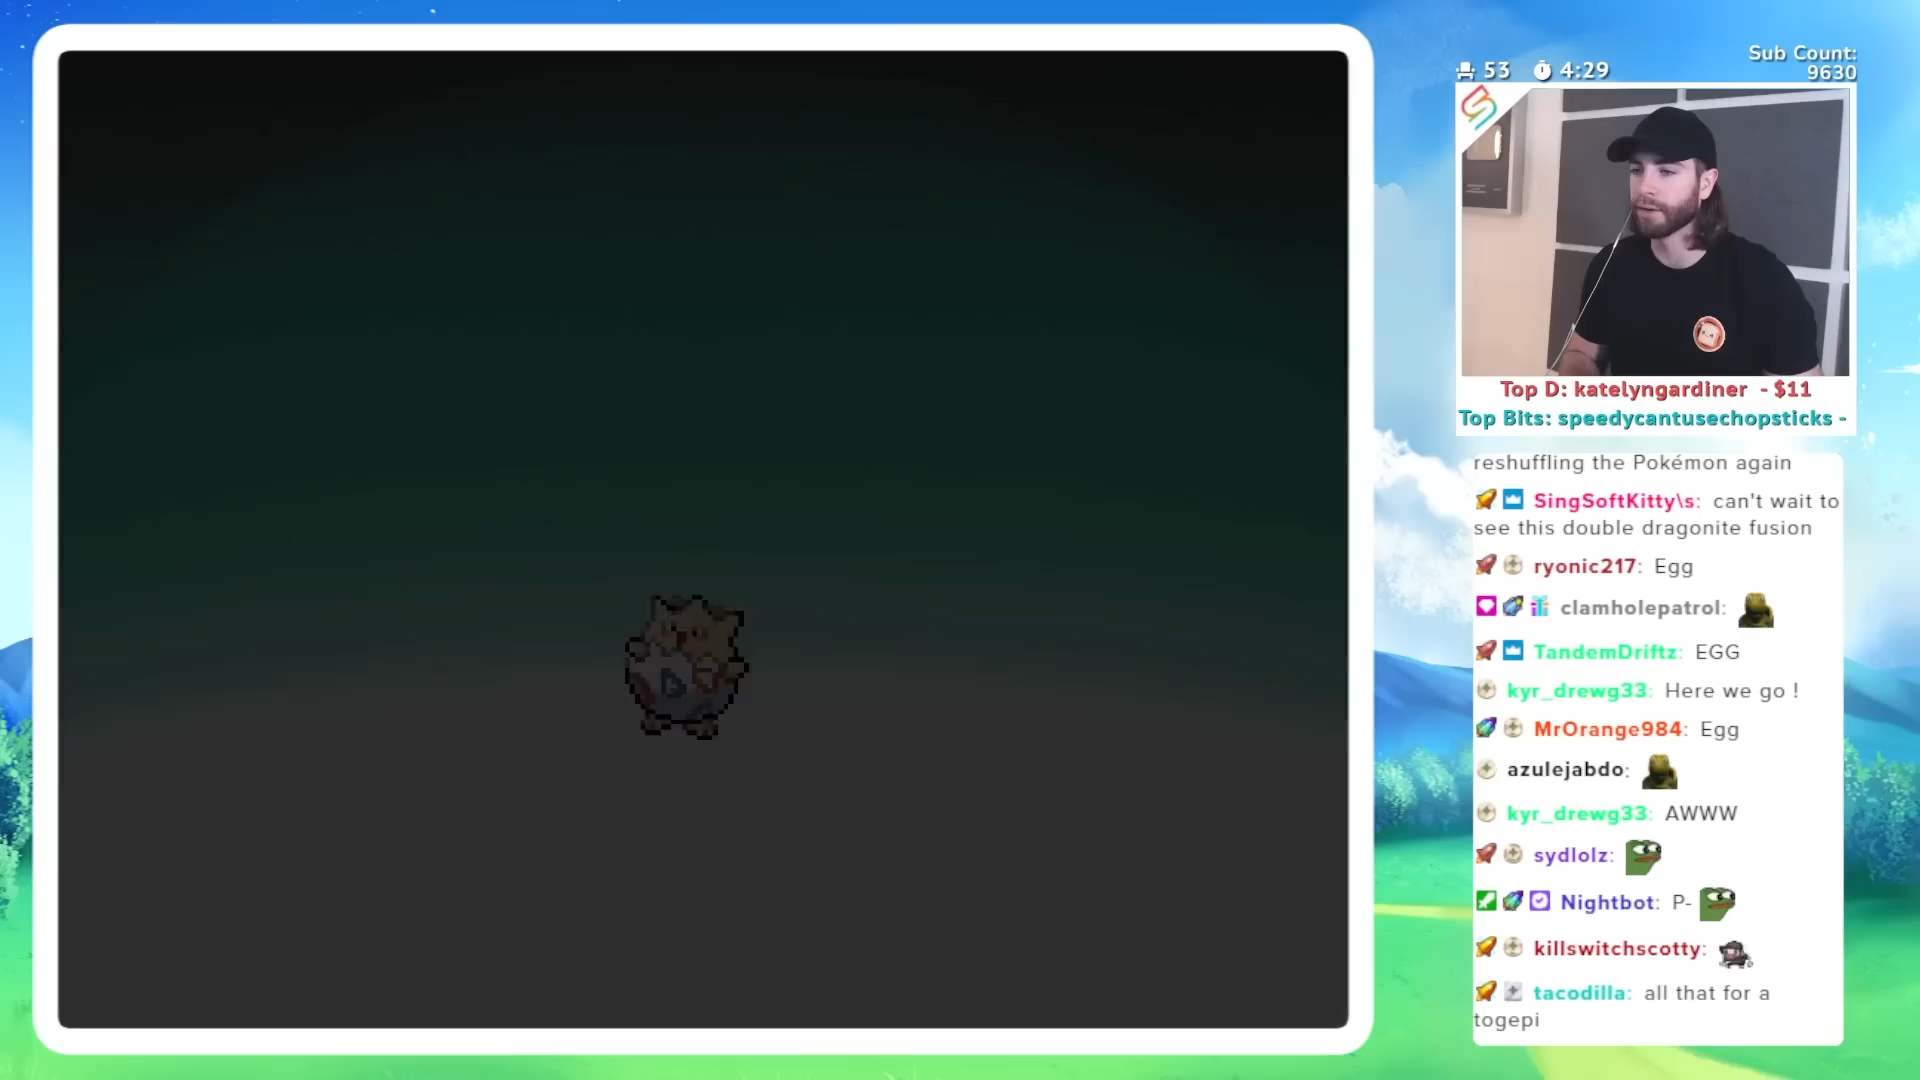 53 4:29
Sub Count:
9630
Top D: katelyngardiner - $11
Top Bits: speedycantusechopsticks -
reshuffling the Pokémon again
SingSoftKitty\s: can't wait to
see this double dragonite fusion
ryonic217: Egg
clamholepatrol:
TandemDriftz: EGG
kyr_drewg33: Here we go !
MrOrange984: Egg
azulejabdo:
kyr_drewg33: AWWW
sydlolz:
Nightbot: P-
killswitchscotty:
tacodilla: all that for a
togepi